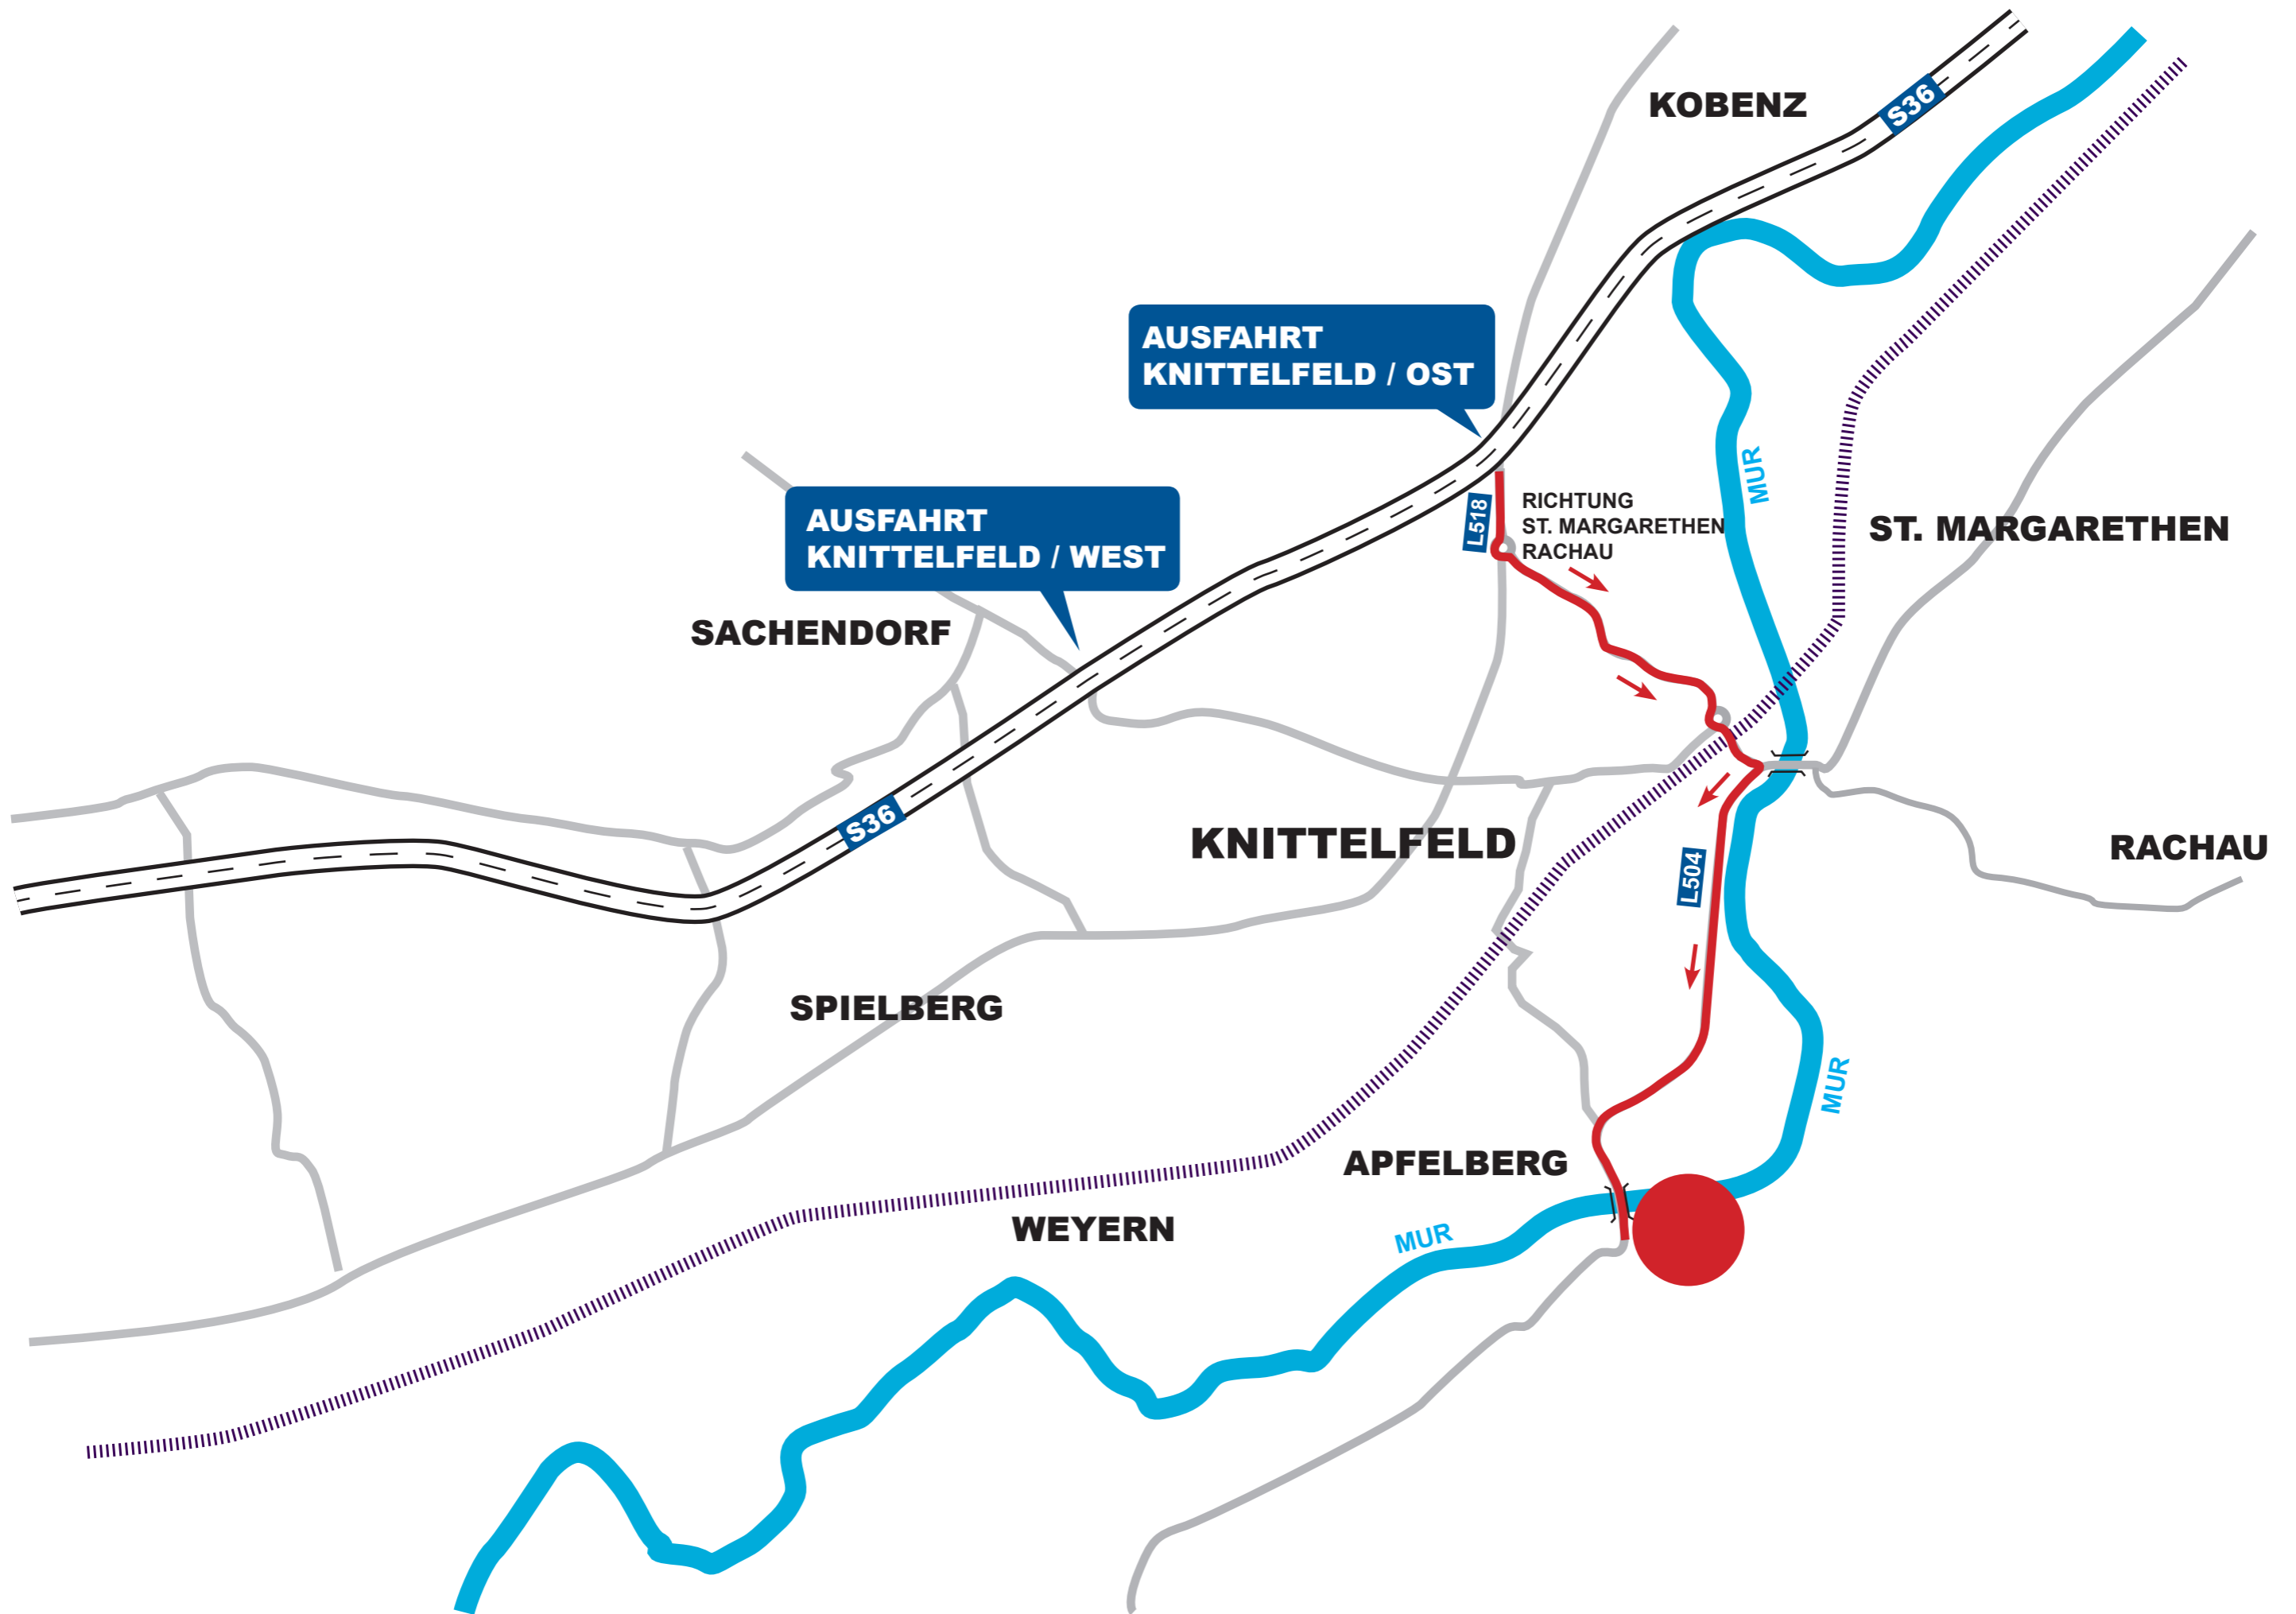 KOBENZ
S36
AUSFAHRT
KNITTELFELD / OST
MUR
L518
RICHTUNG
ST. MARGARETHEN
RACHAU
ST. MARGARETHEN
AUSFAHRT
KNITTELFELD / WEST
SACHENDORF
S36
KNITTELFELD
RACHAU
L504
SPIELBERG
MUR
APFELBERG
WEYERN
MUR